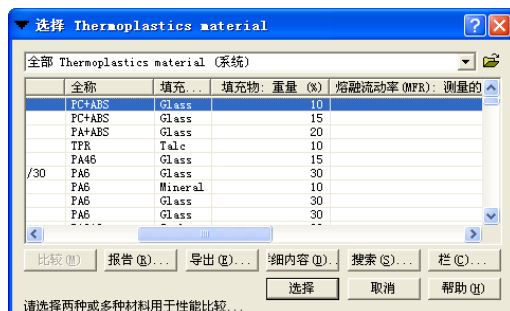 选择 Thermoplastics material
全部 Thermoplastics material (系统)
全称 填充... 填充物: 重量 (%) 熔融流动率(MFR): 测量的
PC+ABS Glass 10
PC+ABS Glass 15
PA+ABS Glass 20
TPR Talc 10
PA46 Glass 15
/30 PA6 Glass 30
PA6 Mineral 10
PA6 Glass 30
PA6 Glass 30
比较(M) 报告(R)... 导出(E)... 细内容(D).. 搜索(S)... 栏(C)...
选择 取消 帮助(H)
请选择两种或多种材料用于性能比较...